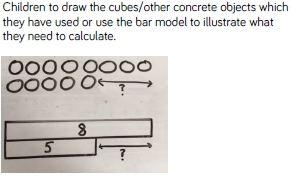 Children to draw the cubes/other concrete objects which
they have used or use the bar model to illustrate what
they need to calculate.
?
8
5
?